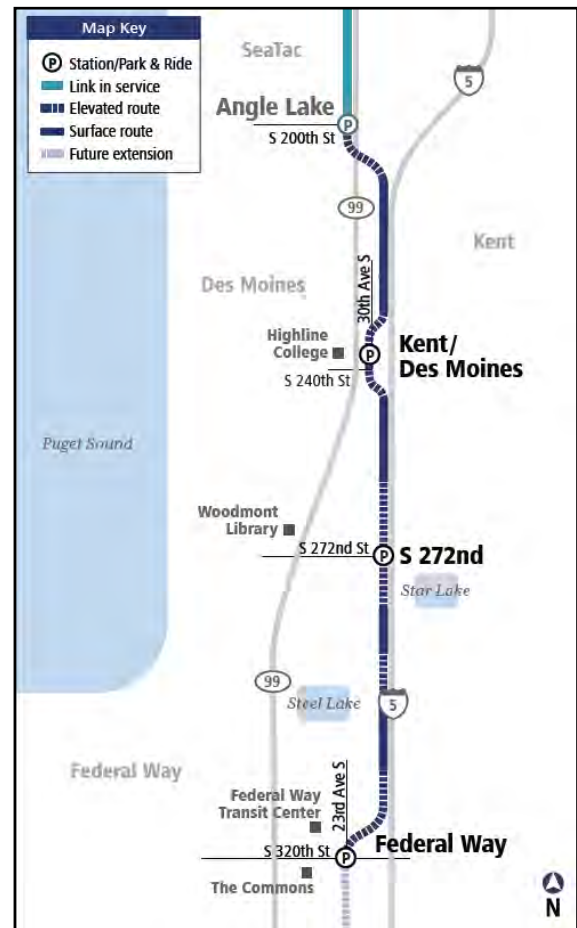 Map Key
P Station/Park & Ride
Link in service
Elevated route
Surface route
Future extension
SeaTac
5
Angle Lake
P
S 200th St
99
Kent
Des Moines
30th Ave S
Highline
College
P
Kent/
Des Moines
S 240th St
Puget Sound
Woodmont
Library
S 272nd St
P
S 272nd
Star Lake
99
Steel Lake
5
Federal Way
23rd Ave S
Federal Way
Transit Center
S 320th St
P
Federal Way
The Commons
N